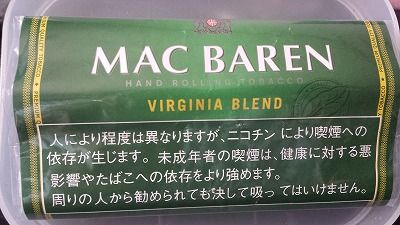 MAC BAREN
HAND ROLLING TOBACCO
VIRGINIA BLEND
人により程度は異なりますが、ニコチン により喫煙への
依存が生じます。未成年者の喫煙は、健康に対する悪
影響やたばこへの依存をより強めます。
周りの人から勧められても決して吸っ てはいけません。